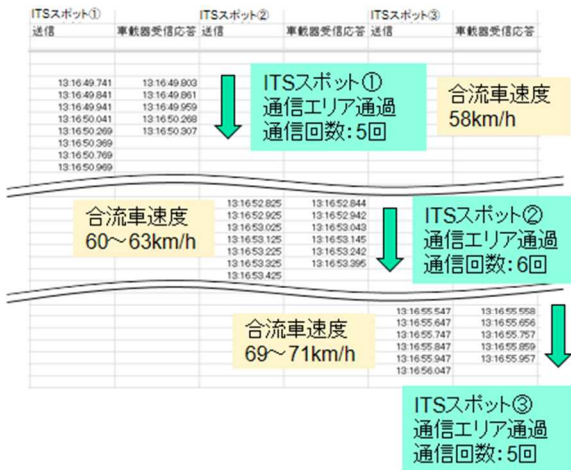 ITSスポット① ITSスポット② ITSスポット③
送信 車載器受信応答 送信 車載器受信応答 送信 車載器受信応答
13:16:49.741 13:16:49.803
13:16:49.841 13:16:49.861
13:16:49.941 13:16:49.959
13:16:50.041 13:16:50.268
13:16:50.269 13:16:50.307
13:16:50.369
13:16:50.769
13:16:50.969
ITSスポット①
通信エリア通過
通信回数:5回
合流車速度
58km/h
合流車速度
60～63km/h
13:16:52.825 13:16:52.844
13:16:52.925 13:16:52.942
13:16:53.025 13:16:53.043
13:16:53.125 13:16:53.145
13:16:53.225 13:16:53.242
13:16:53.325 13:16:53.395
13:16:53.425
ITSスポット②
通信エリア通過
通信回数:6回
合流車速度
69～71km/h
13:16:55.547 13:16:55.558
13:16:55.647 13:16:55.656
13:16:55.747 13:16:55.757
13:16:55.847 13:16:55.859
13:16:55.947 13:16:55.957
13:16:56.047
ITSスポット③
通信エリア通過
通信回数:5回